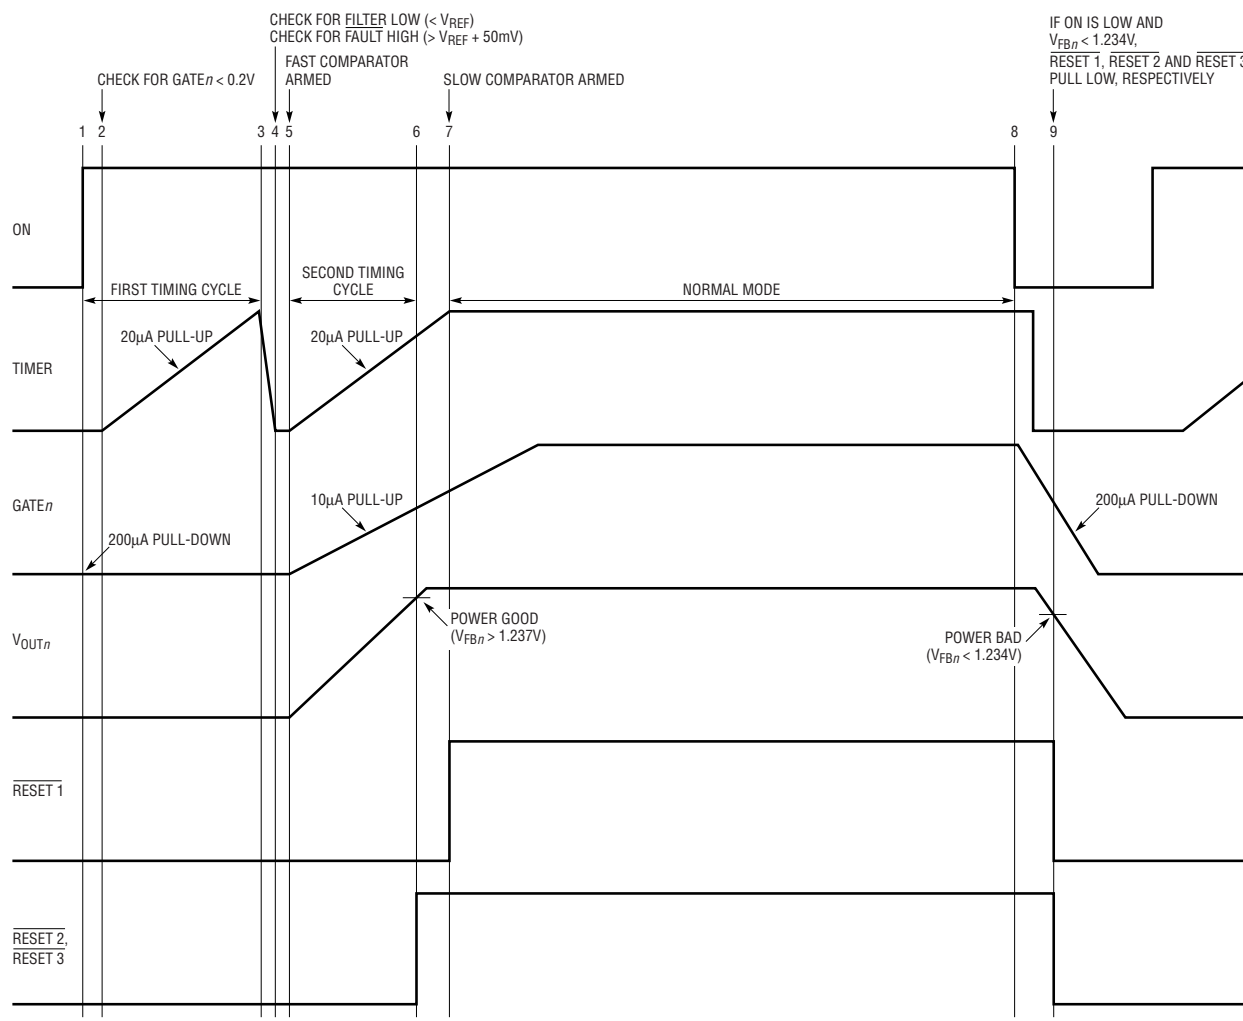 CHECK FOR FILTER LOW (< VREF)
CHECK FOR FAULT HIGH (> VREF + 50mV)
IF ON IS LOW AND
VFBn < 1.234V,
RESET 1, RESET 2 AND RESET 3
PULL LOW, RESPECTIVELY
FAST COMPARATOR
ARMED
CHECK FOR GATEn < 0.2V
SLOW COMPARATOR ARMED
1 2 3 4 5 6 7 8 9
ON
FIRST TIMING CYCLE
SECOND TIMING
CYCLE
NORMAL MODE
20µA PULL-UP
20µA PULL-UP
TIMER
GATEn
10µA PULL-UP
200µA PULL-DOWN
200µA PULL-DOWN
VOUTn
POWER GOOD
(VFBn > 1.237V)
POWER BAD
(VFBn < 1.234V)
RESET 1
RESET 2,
RESET 3